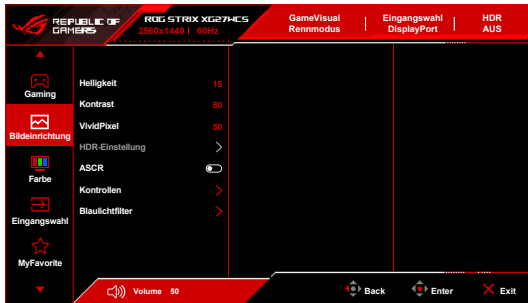 REPUBLIC OF
GAMERS
ROG STRIX XG27WCS
2560x1440 | 60Hz
GameVisual
Rennmodus
Eingangswahl
DisplayPort
HDR
AUS
Gaming
Bildeinrichtung
Farbe
Eingangswahl
MyFavorite
Helligkeit 15
Kontrast 80
VividPixel 50
HDR-Einstellung
ASCR
Kontrollen
Blaulichtfilter
Volume 50
Back
Enter
Exit